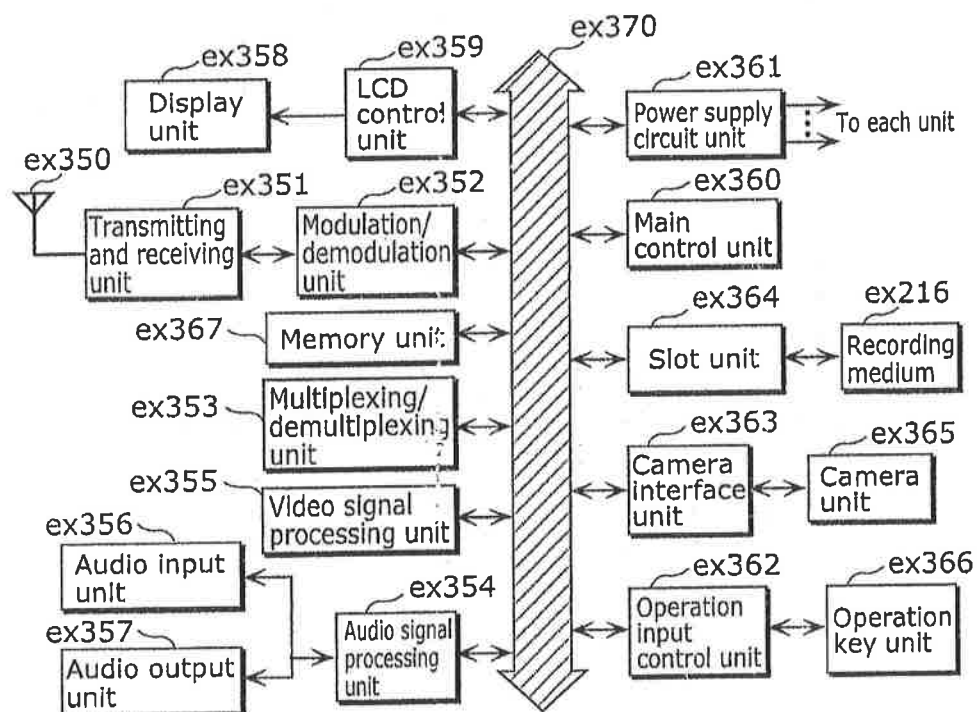 ex370
ex358
ex359
ex361
Display
unit
LCD
control
unit
Power supply
circuit unit
To each unit
ex350
ex351
ex352
ex360
Transmitting
and receiving
unit
Modulation/
demodulation
unit
Main
control unit
ex367
Memory unit
ex364
ex216
Slot unit
Recording
medium
ex353
Multiplexing/
demultiplexing
unit
ex363
ex365
Camera
interface
unit
Camera
unit
ex355
Video signal
processing unit
ex356
Audio input
unit
ex354
ex362
ex366
ex357
Audio output
unit
Audio signal
processing
unit
Operation
input
control unit
Operation
key unit